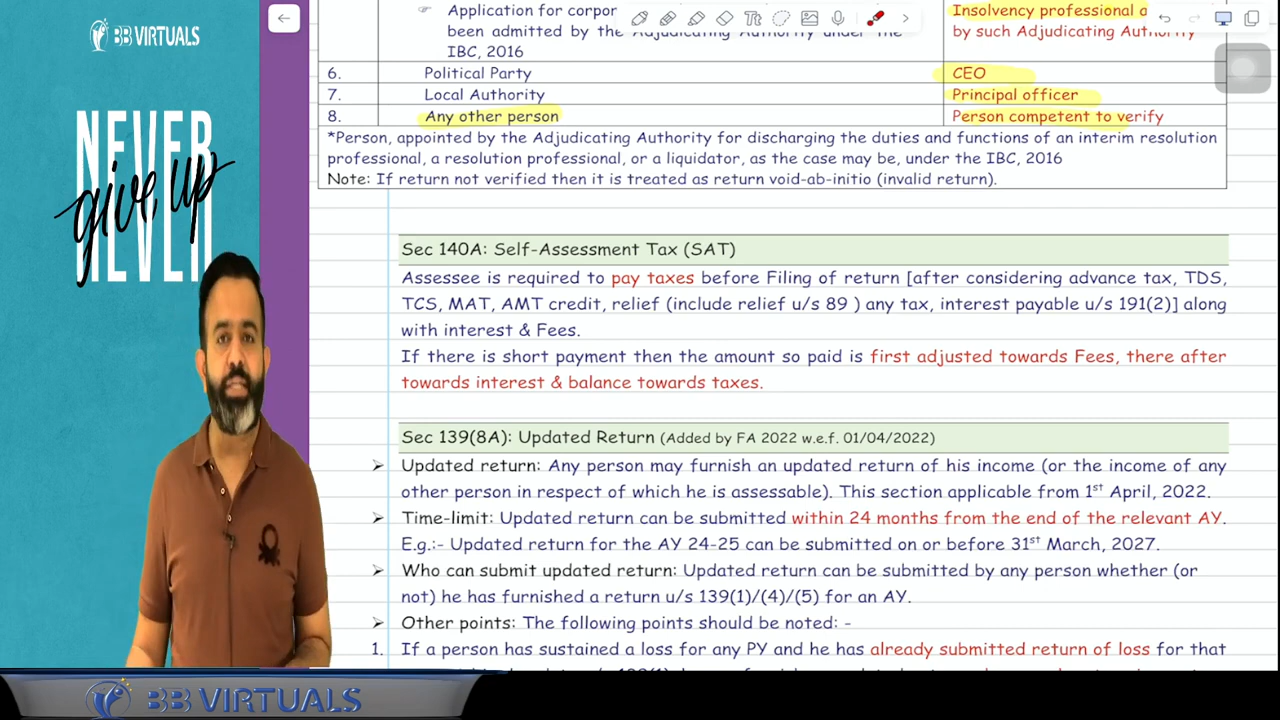 BB VIRTUALS
NEVER
give up
NEVER
Application for corpor
been admitted by the Adjudicating Authority under the
IBC, 2016
Insolvency professional a
by such Adjudicating Authority
6. Political Party CEO
7. Local Authority Principal officer
8. Any other person Person competent to verify
*Person, appointed by the Adjudicating Authority for discharging the duties and functions of an interim resolution
professional, a resolution professional, or a liquidator, as the case may be, under the IBC, 2016
Note: If return not verified then it is treated as return void-ab-initio (invalid return).
Sec 140A: Self-Assessment Tax (SAT)
Assessee is required to pay taxes before Filing of return [after considering advance tax, TDS,
TCS, MAT, AMT credit, relief (include relief u/s 89 ) any tax, interest payable u/s 191(2)] along
with interest & Fees.
If there is short payment then the amount so paid is first adjusted towards Fees, there after
towards interest & balance towards taxes.
Sec 139(8A): Updated Return (Added by FA 2022 w.e.f. 01/04/2022)
➢ Updated return: Any person may furnish an updated return of his income (or the income of any
other person in respect of which he is assessable). This section applicable from 1st April, 2022.
➢ Time-limit: Updated return can be submitted within 24 months from the end of the relevant AY.
E.g.:- Updated return for the AY 24-25 can be submitted on or before 31st March, 2027.
➢ Who can submit updated return: Updated return can be submitted by any person whether (or
not) he has furnished a return u/s 139(1)/(4)/(5) for an AY.
➢ Other points: The following points should be noted: -
1. If a person has sustained a loss for any PY and he has already submitted return of loss for that
BB VIRTUALS